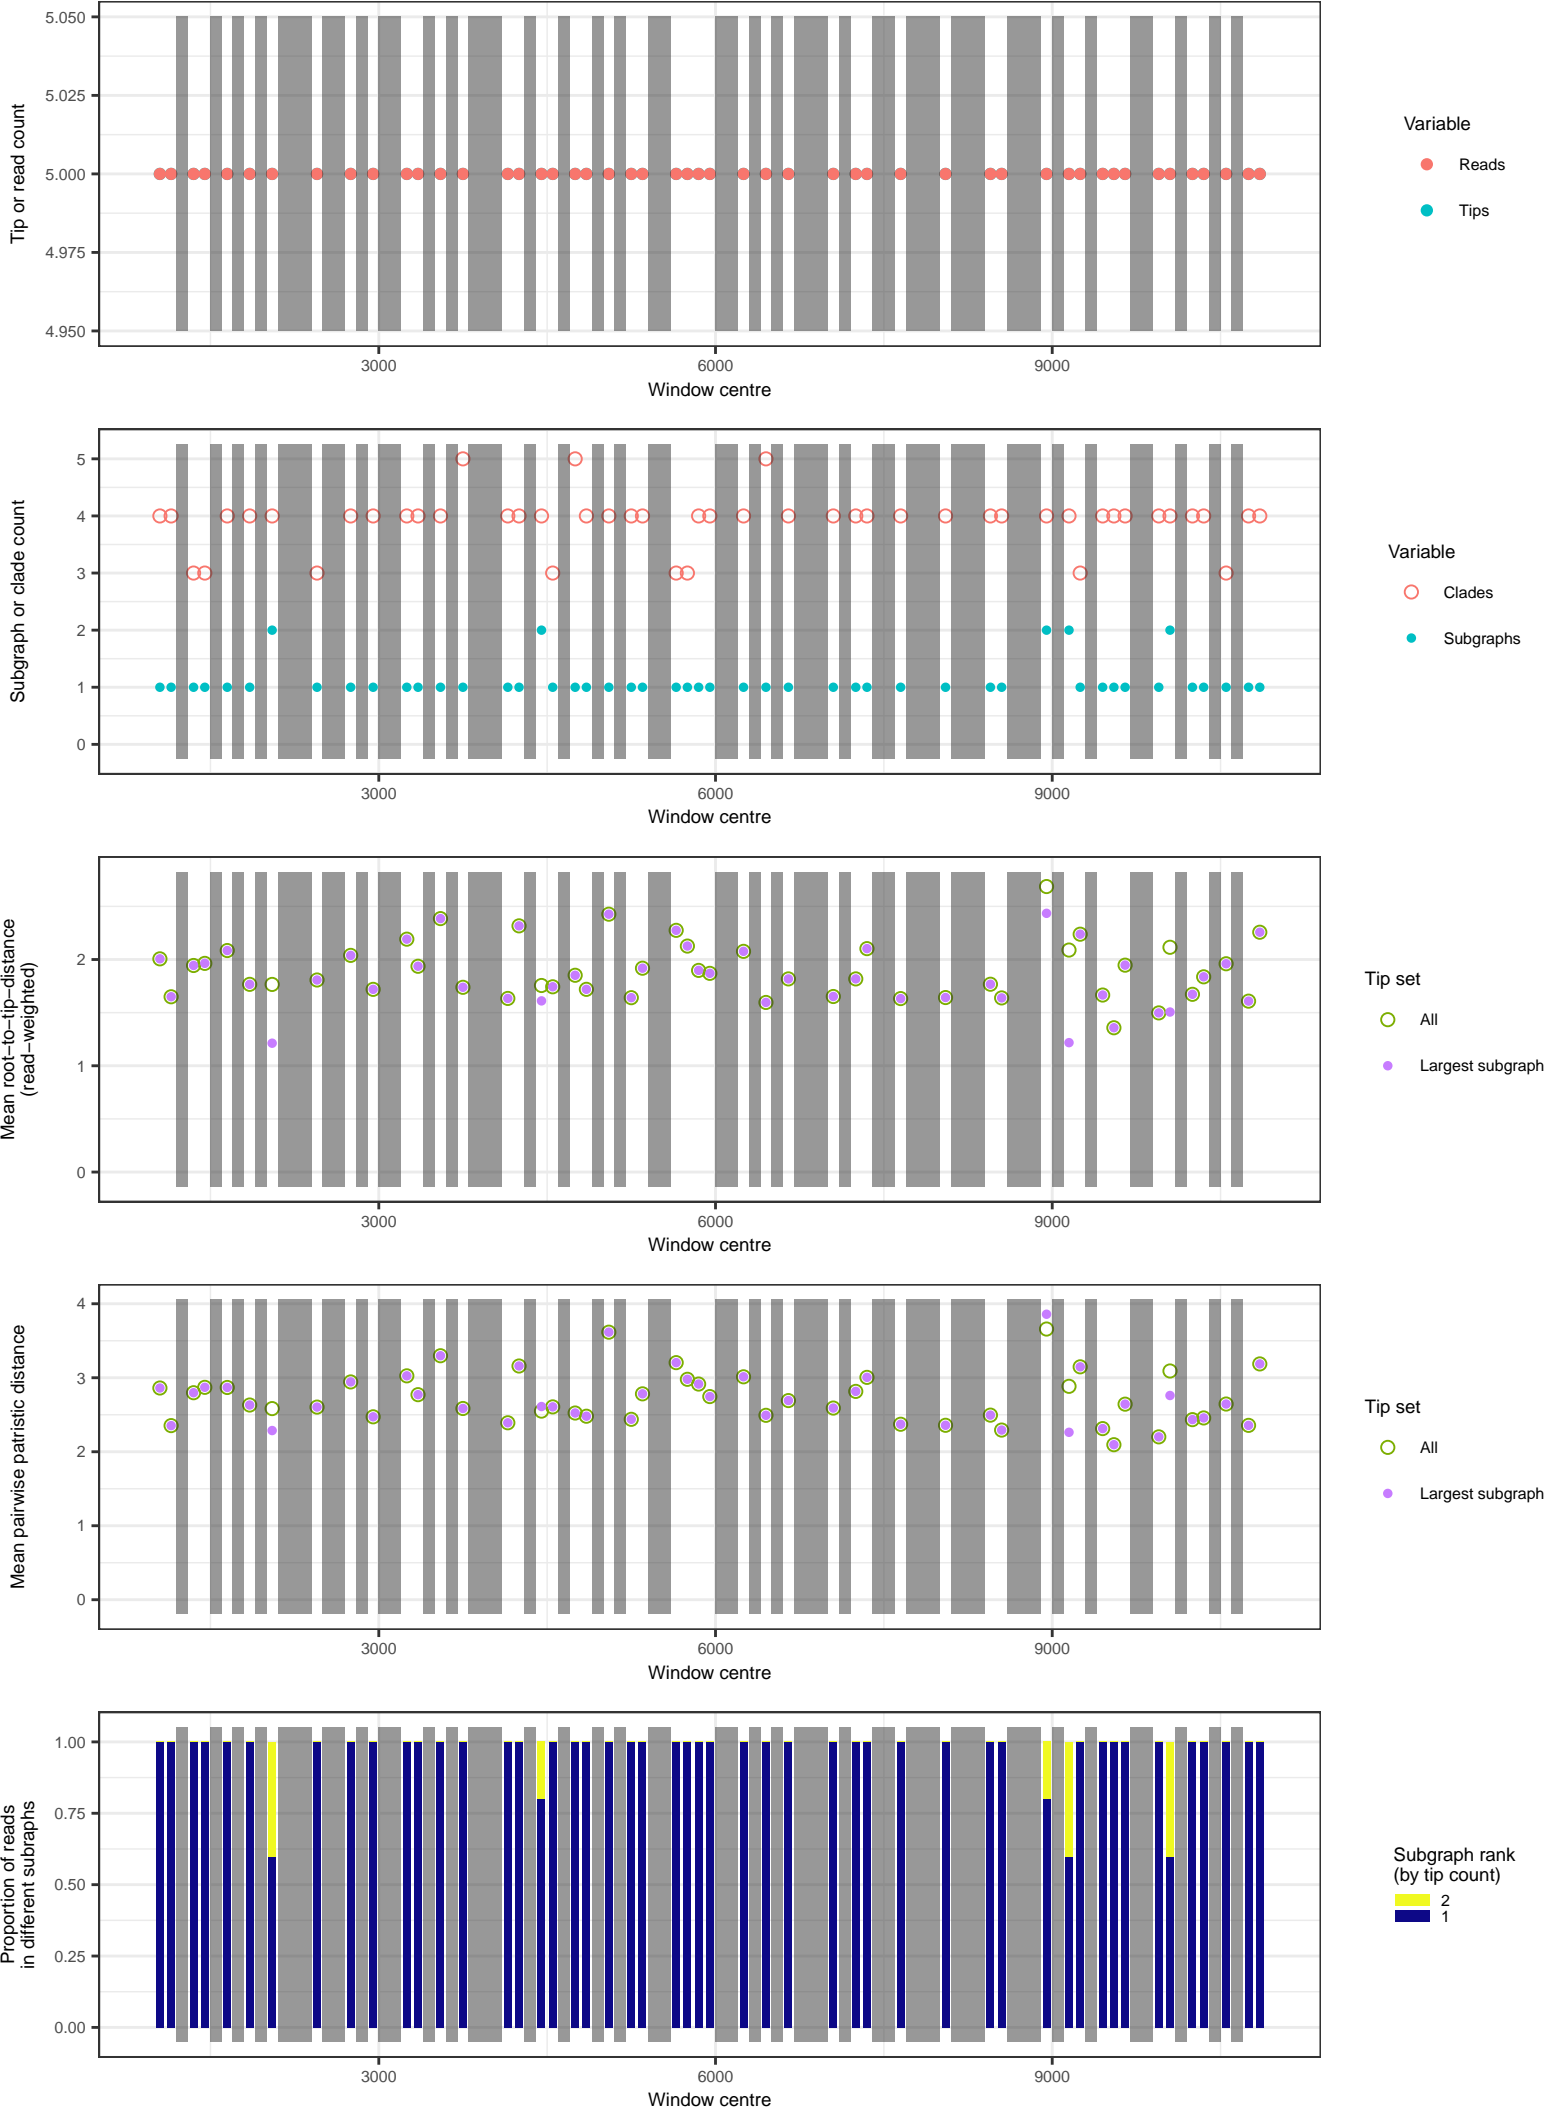 5.050
5.025
5.000
4.975
4.950
Tip or read count
3000 6000 9000
Window centre
Variable
Reads
Tips
5
4
3
2
1
0
Subgraph or clade count
3000 6000 9000
Window centre
Variable
Clades
Subgraphs
2
1
0
Mean root−to−tip−distance
(read−weighted)
3000 6000 9000
Window centre
Tip set
All
Largest subgraph
4
3
2
1
0
Mean pairwise patristic distance
3000 6000 9000
Window centre
Tip set
All
Largest subgraph
1.00
0.75
0.50
0.25
0.00
Proportion of reads
in different subraphs
3000 6000 9000
Window centre
Subgraph rank
(by tip count)
2
1